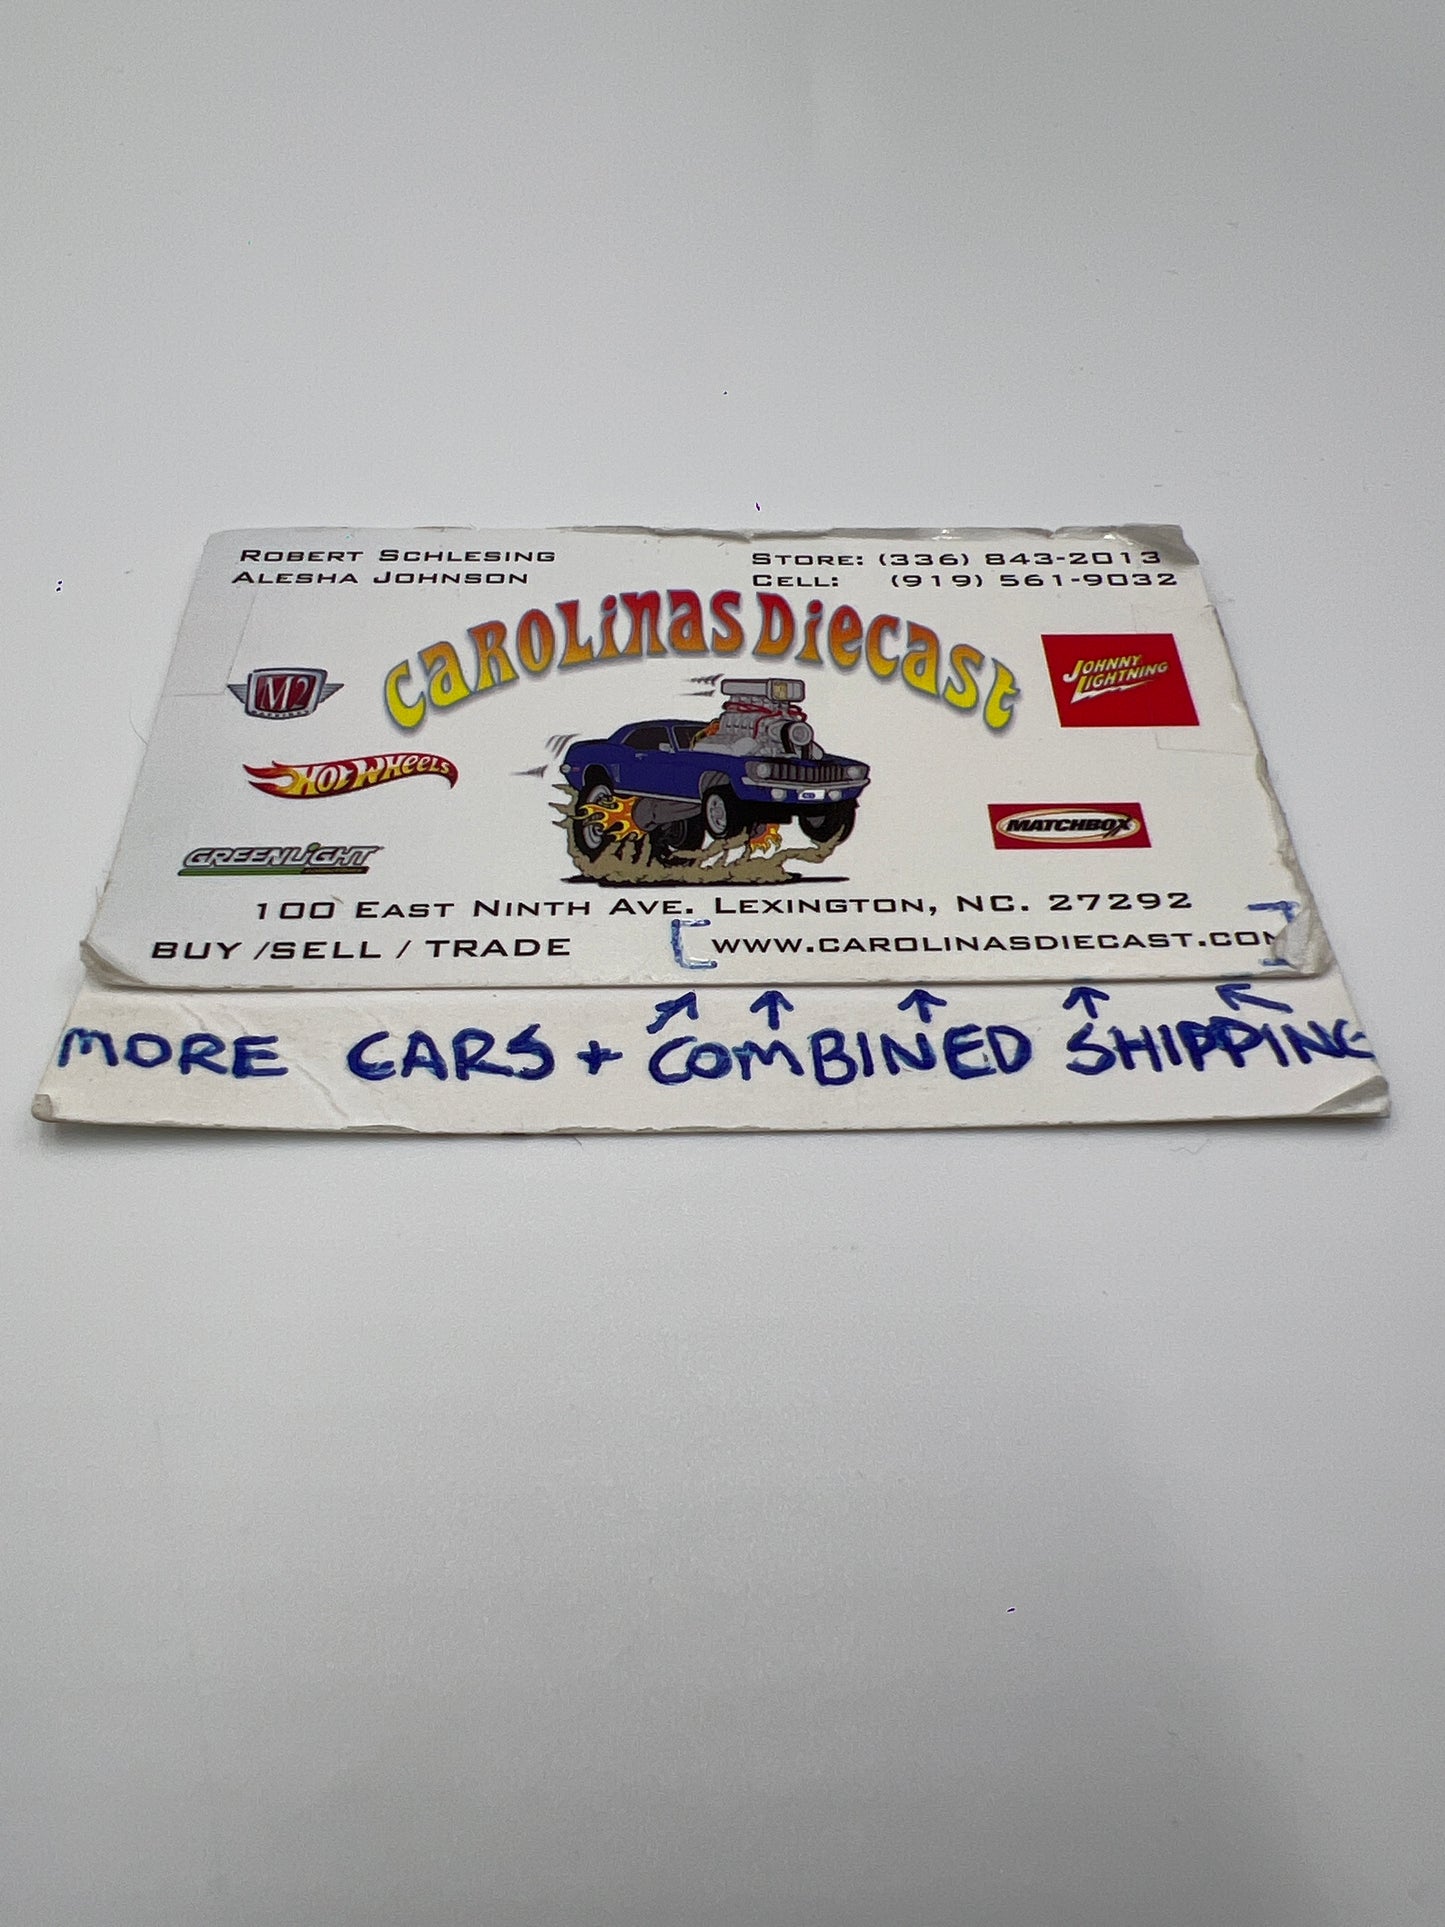 ROBERT SCHLESING
ALESHA JOHNSON
STORE: (336) 843-2013
CELL: (919) 561-9032
CAROLINAS DIECAST
M2
JOHNNY LIGHTNING
HOT WHEELS
MATCHBOX
GREENLIGHT
100 EAST NINTH AVE. LEXINGTON, NC. 27292
BUY /SELL / TRADE
[WWW.CAROLINASDIECAST.COM]
MORE CARS + COMBINED SHIPPING